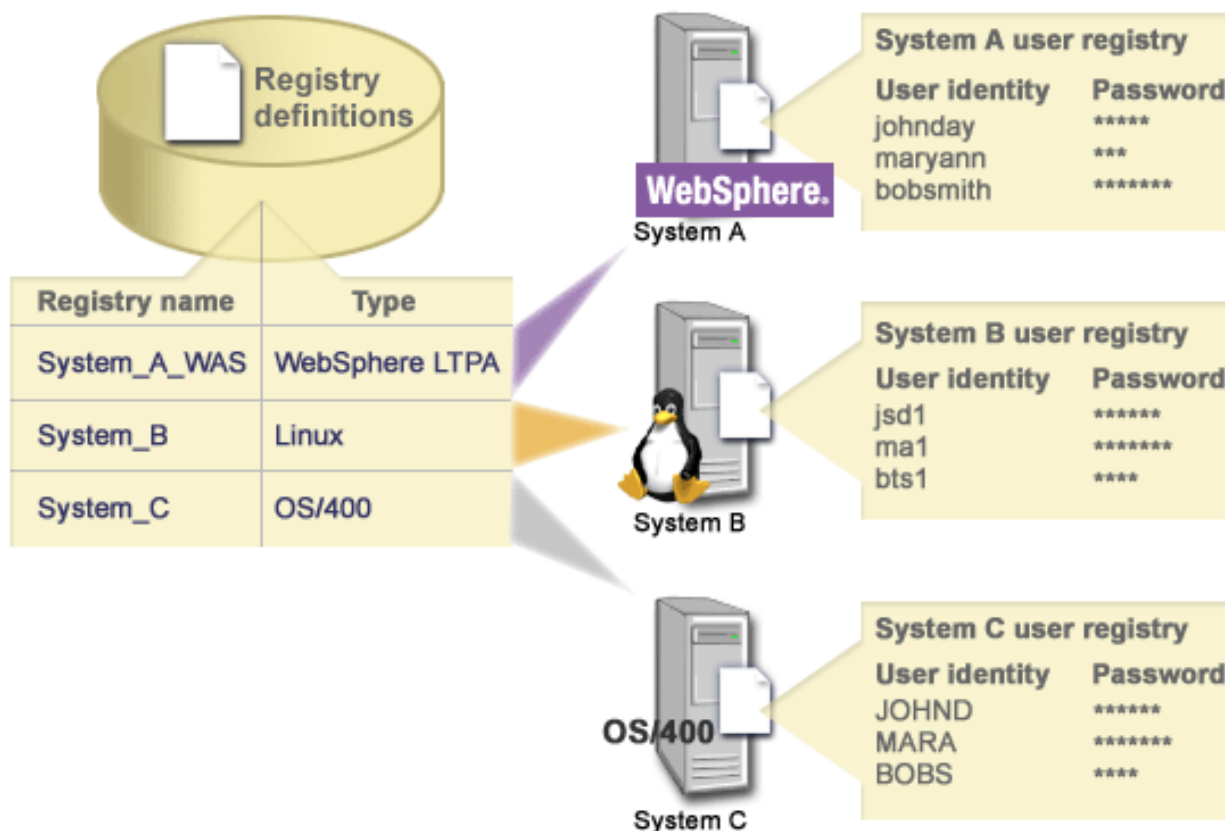 Registry
definitions
Registry name Type
System_A_WAS WebSphere LTPA
System_B Linux
System_C OS/400
WebSphere.
System A
System A user registry
User identity Password
johnday *****
maryann ***
bobsmith *******
System B
System B user registry
User identity Password
jsd1 ******
ma1 *******
bts1 ****
OS/400
System C
System C user registry
User identity Password
JOHND ******
MARA *******
BOBS ****